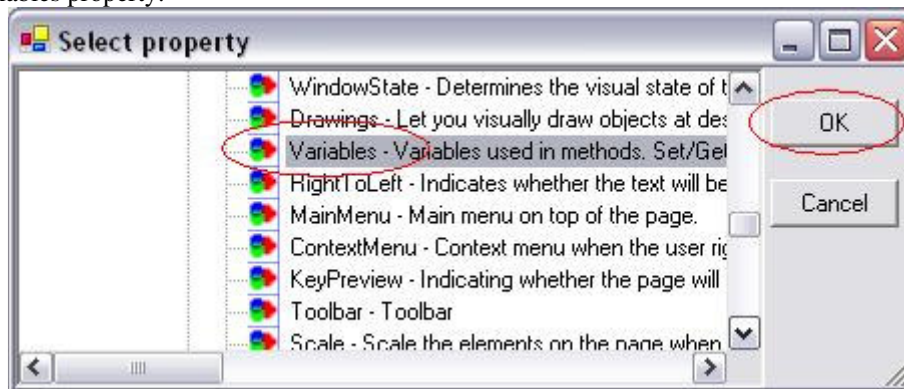 ables property.
Select property
WindowState - Determines the visual state of t
Drawings - Let you visually draw objects at des
Variables - Variables used in methods. Set/Get
RightToLeft - Indicates whether the text will be
MainMenu - Main menu on top of the page.
ContextMenu - Context menu when the user rig
KeyPreview - Indicating whether the page will
Toolbar - Toolbar
Scale - Scale the elements on the page when
OK
Cancel